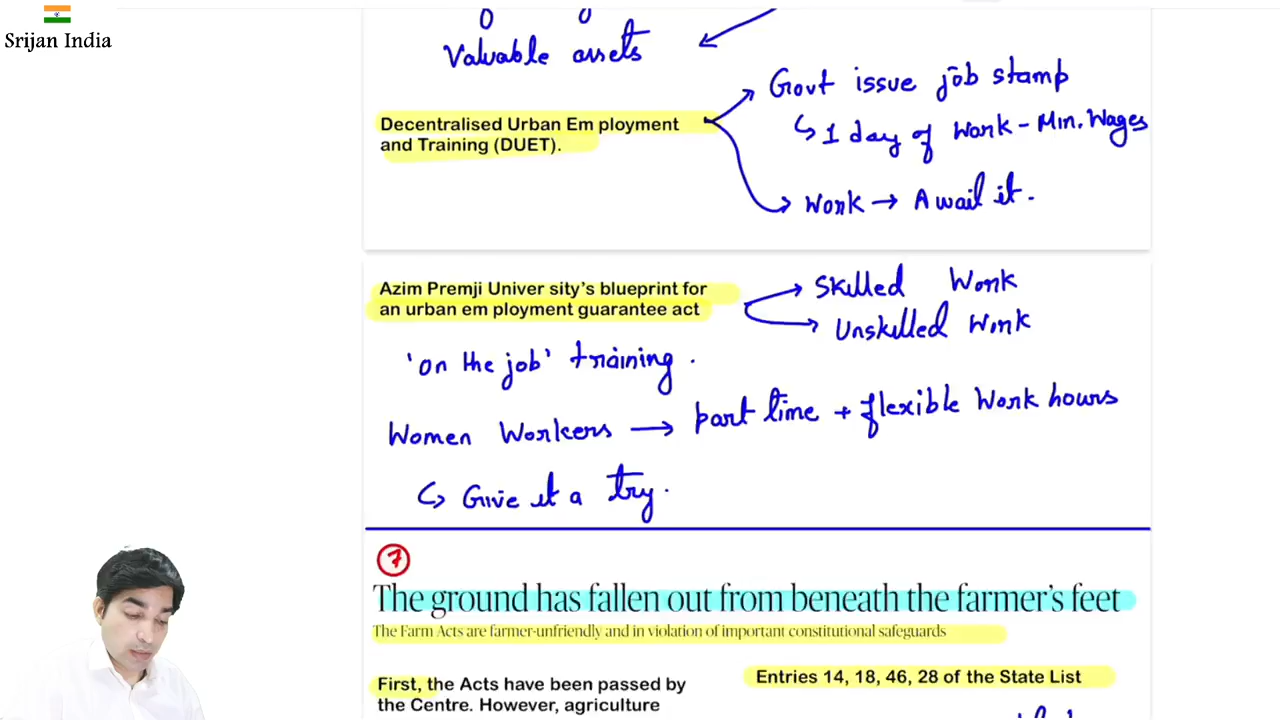 Srijan India
Valuable assets
Decentralised Urban Em ployment
and Training (DUET).
Govt issue job stamp
↳ 1 day of Work - Min. Wages
Work → Awail it.
Azim Premji Univer sity's blueprint for
an urban em ployment guarantee act
Skilled Work
Unskilled Work
'on the job' training.
Women Workers → part time + flexible Work hours
↳ Give it a try.
7
The ground has fallen out from beneath the farmer's feet
The Farm Acts are farmer-unfriendly and in violation of important constitutional safeguards
First, the Acts have been passed by
the Centre. However, agriculture
Entries 14, 18, 46, 28 of the State List